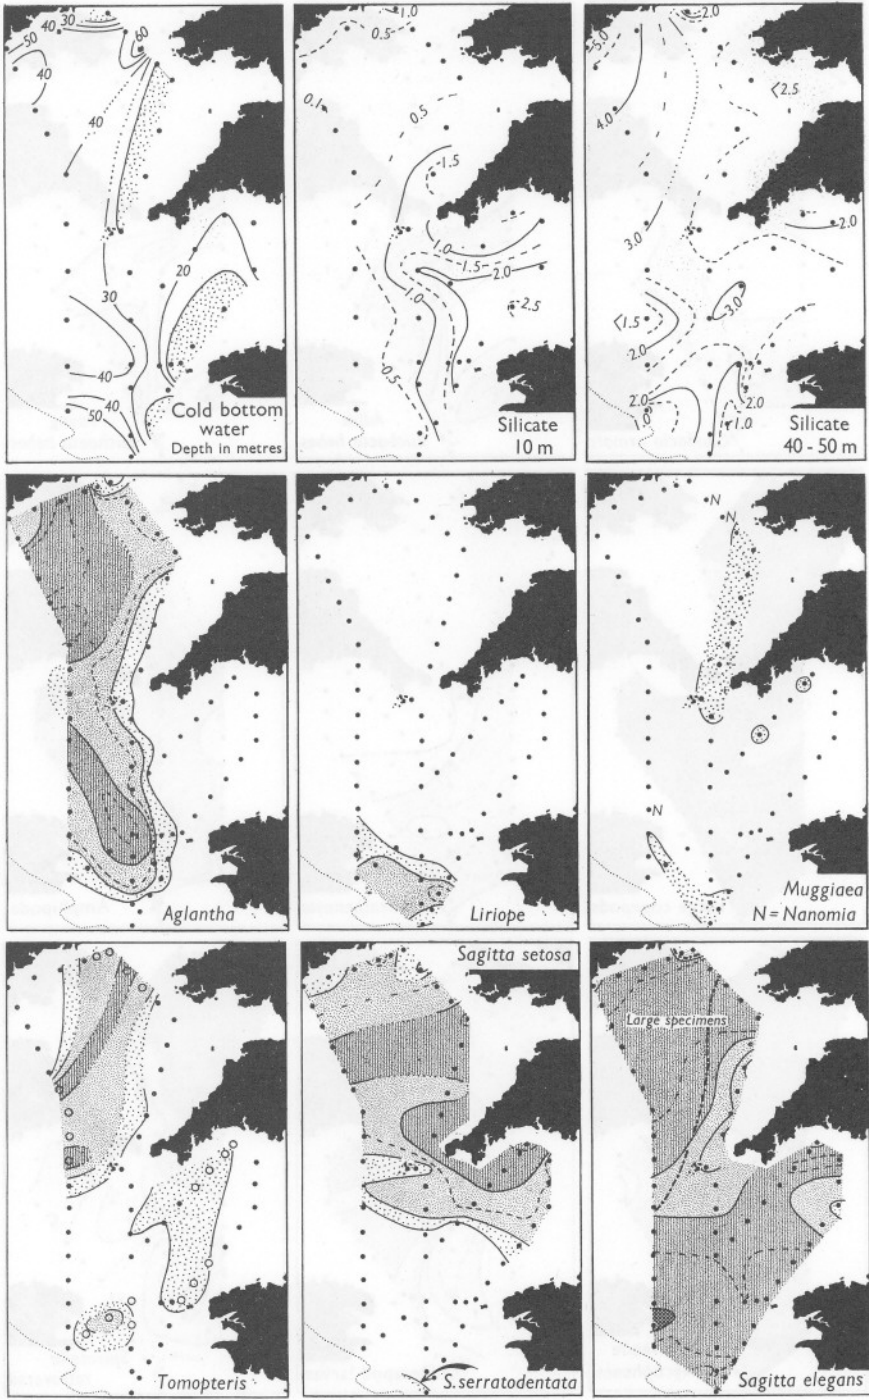 40
30
50
60
40
40
30
20
40
40
50
Cold bottom
water
Depth in metres
1.0
0.5
0.1
0.5
1.5
1.0
1.5
2.0
1.0
2.5
0.5
Silicate
10 m
2.0
5.0
<2.5
4.0
3.0
2.0
3.0
<1.5
2.0
2.0
2.0
1.0
Silicate
40 - 50 m
Aglantha
Liriope
N
N
N
Muggiaea
N = Nanomia
Tomopteris
Sagitta setosa
S. serratodentata
Large specimens
Sagitta elegans